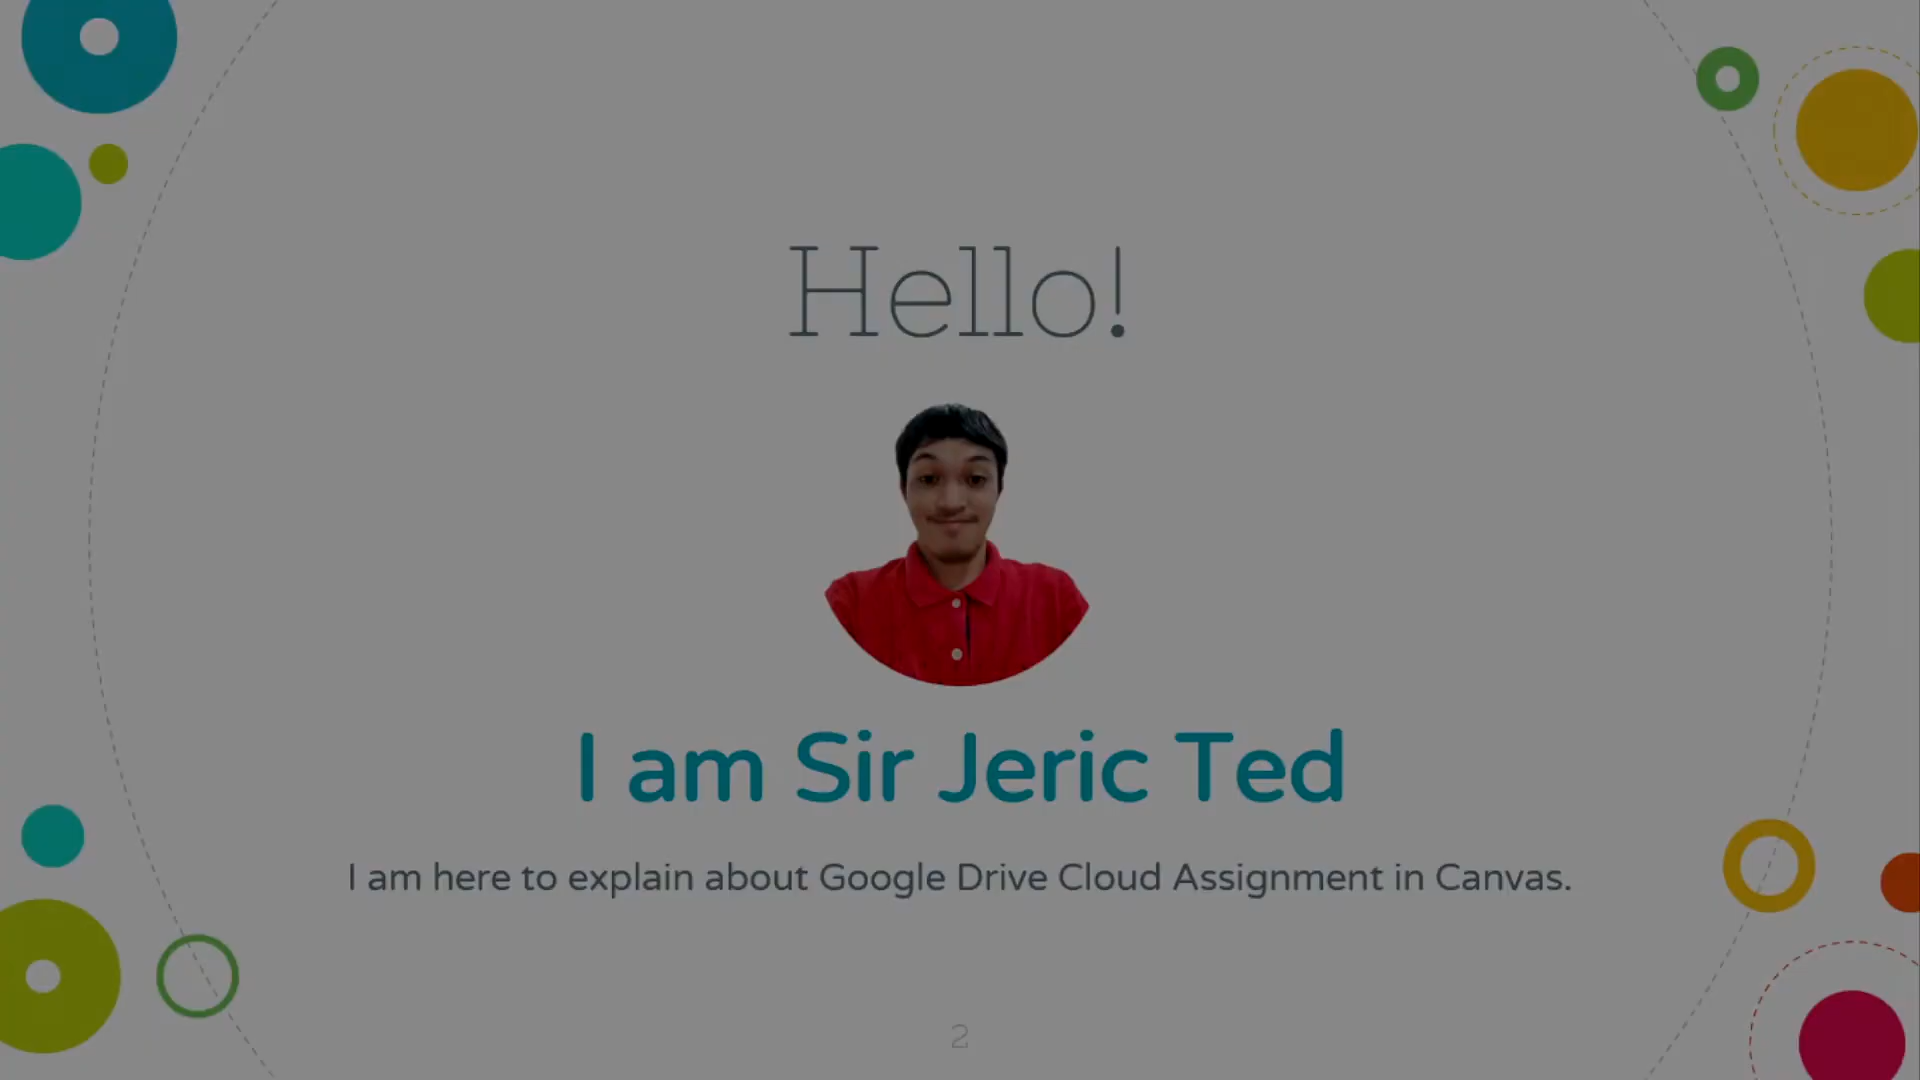 Hello!
I am Sir Jeric Ted
I am here to explain about Google Drive Cloud Assignment in Canvas.
2